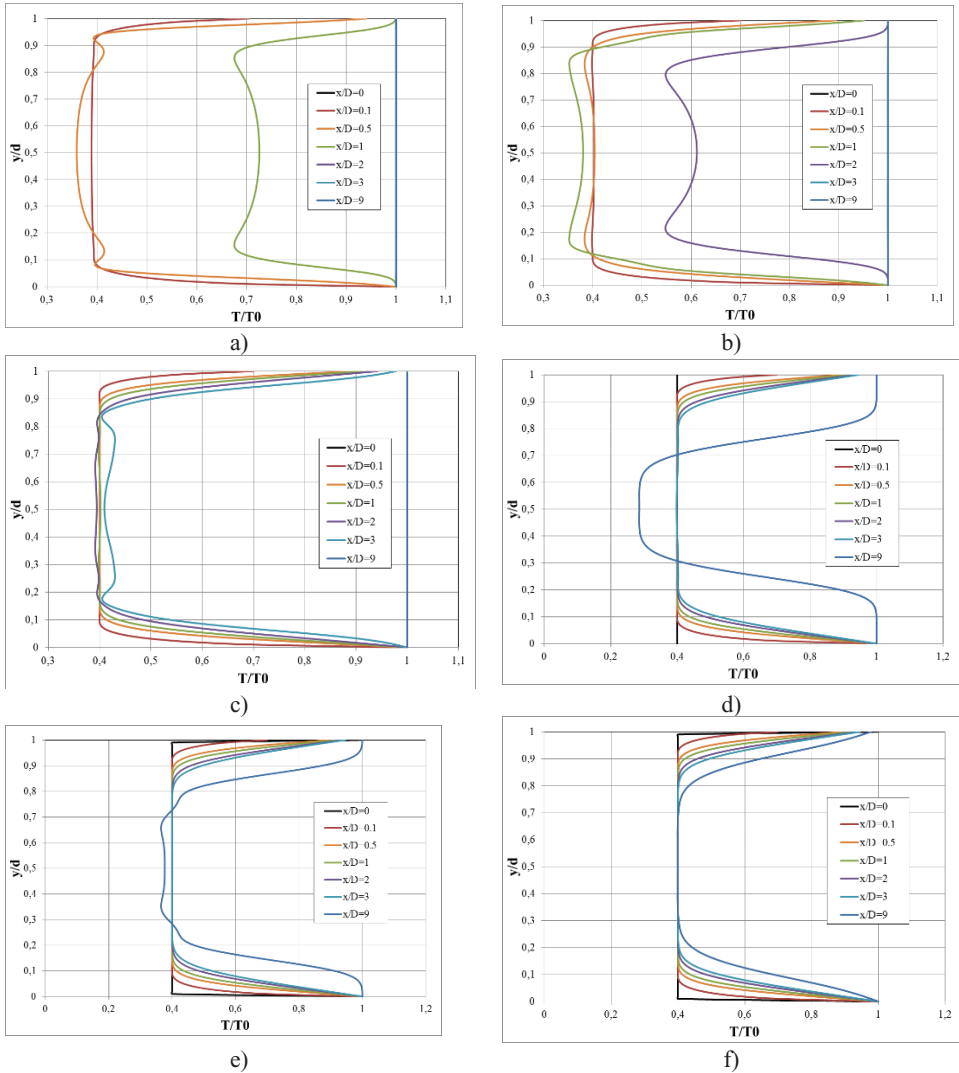 1
0,9
0,8
0,7
0,6
0,5
0,4
0,3
0,2
0,1
0
y/d
0,3 0,4 0,5 0,6 0,7 0,8 0,9 1 1,1
T/T0
x/D=0
x/D=0.1
x/D=0.5
x/D=1
x/D=2
x/D=3
x/D=9
a)
1
0,9
0,8
0,7
0,6
0,5
0,4
0,3
0,2
0,1
0
y/d
0,3 0,4 0,5 0,6 0,7 0,8 0,9 1 1,1
T/T0
x/D=0
x/D=0.1
x/D=0.5
x/D=1
x/D=2
x/D=3
x/D=9
b)
1
0,9
0,8
0,7
0,6
0,5
0,4
0,3
0,2
0,1
0
y/d
0,3 0,4 0,5 0,6 0,7 0,8 0,9 1 1,1
T/T0
x/D=0
x/D=0.1
x/D=0.5
x/D=1
x/D=2
x/D=3
x/D=9
c)
1
0,9
0,8
0,7
0,6
0,5
0,4
0,3
0,2
0,1
0
y/d
0 0,2 0,4 0,6 0,8 1 1,2
T/T0
x/D=0
x/D=0.1
x/D=0.5
x/D=1
x/D=2
x/D=3
x/D=9
d)
1
0,9
0,8
0,7
0,6
0,5
0,4
0,3
0,2
0,1
0
y/d
0 0,2 0,4 0,6 0,8 1 1,2
T/T0
x/D=0
x/D=0.1
x/D=0.5
x/D=1
x/D=2
x/D=3
x/D=9
e)
1
0,9
0,8
0,7
0,6
0,5
0,4
0,3
0,2
0,1
0
y/d
0 0,2 0,4 0,6 0,8 1 1,2
T/T0
x/D=0
x/D=0.1
x/D=0.5
x/D=1
x/D=2
x/D=3
x/D=9
f)